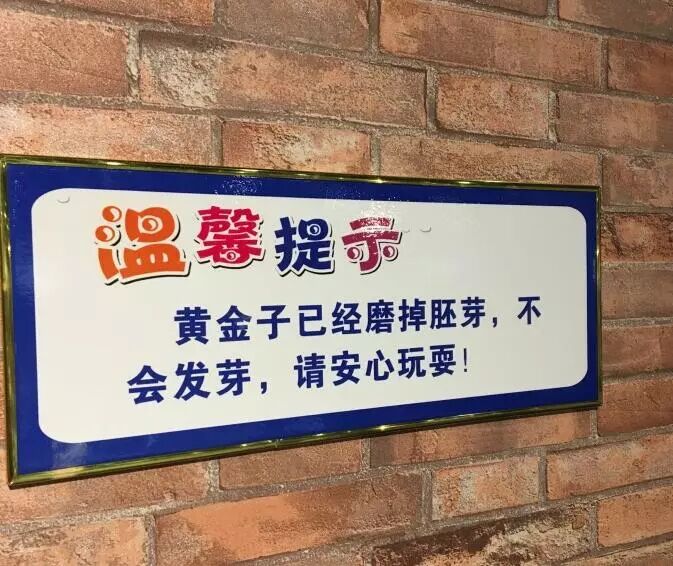 温馨提示
黄金子已经磨掉胚芽，不
会发芽，请安心玩耍！